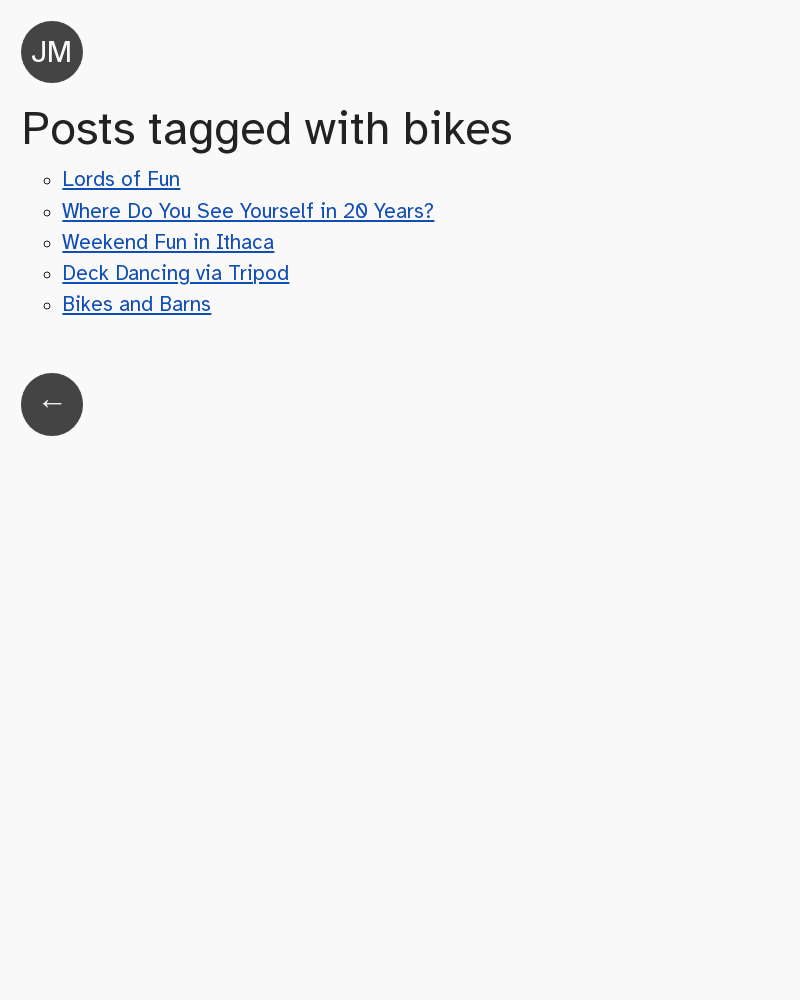 JM
Posts tagged with bikes
Lords of Fun
Where Do You See Yourself in 20 Years?
Weekend Fun in Ithaca
Deck Dancing via Tripod
Bikes and Barns
←